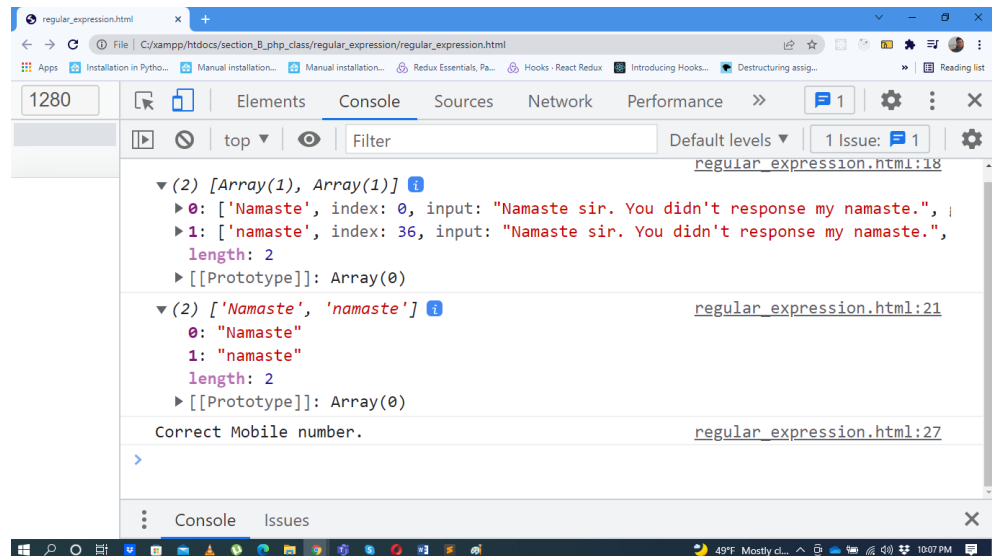 regular_expression.html
File | C:/xampp/htdocs/section_B_php_class/regular_expression/regular_expression.html
Apps Installation in Pytho... Manual installation... Manual installation... Redux Essentials, Pa... Hooks · React Redux Introducing Hooks... Destructuring assig... » Reading list
1280 Elements Console Sources Network Performance » 1
top ▼ Filter Default levels ▼ 1 Issue: 1
regular_expression.html:18
▼ (2) [Array(1), Array(1)] i
▶ 0: ['Namaste', index: 0, input: "Namaste sir. You didn't response my namaste.",
▶ 1: ['namaste', index: 36, input: "Namaste sir. You didn't response my namaste.",
length: 2
▶ [[Prototype]]: Array(0)
▼ (2) ['Namaste', 'namaste'] i regular_expression.html:21
0: "Namaste"
1: "namaste"
length: 2
▶ [[Prototype]]: Array(0)
Correct Mobile number. regular_expression.html:27
>
Console Issues
49°F Mostly cl... 10:07 PM